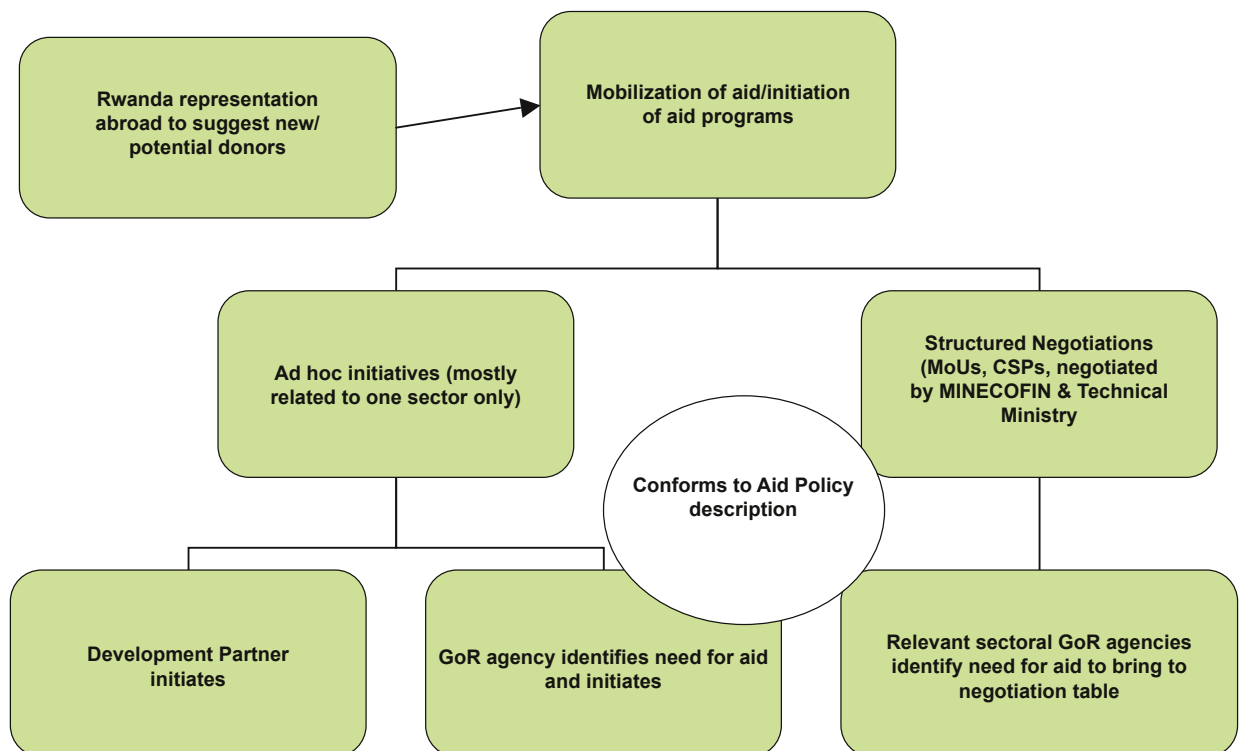 Rwanda representation
abroad to suggest new/
potential donors
Mobilization of aid/initiation
of aid programs
Ad hoc initiatives (mostly
related to one sector only)
Structured Negotiations
(MoUs, CSPs, negotiated
by MINECOFIN & Technical
Ministry
Conforms to Aid Policy
description
Development Partner
initiates
GoR agency identifies need for aid
and initiates
Relevant sectoral GoR agencies
identify need for aid to bring to
negotiation table